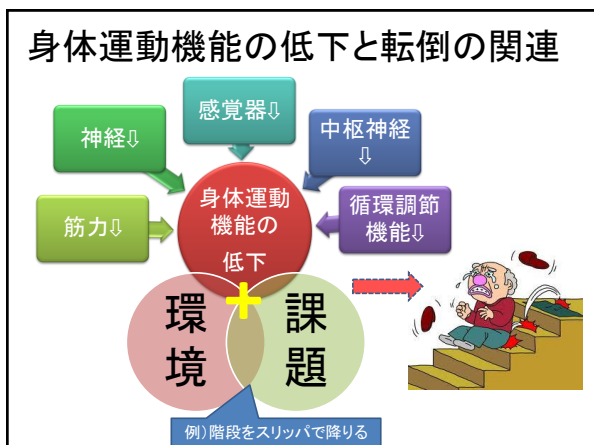 身体運動機能の低下と転倒の関連
感覚器⇩
神経⇩
中枢神経
⇩
筋力⇩
身体運動
機能の
低下
循環調節
機能⇩
+
環
境
課
題
例）階段をスリッパで降りる